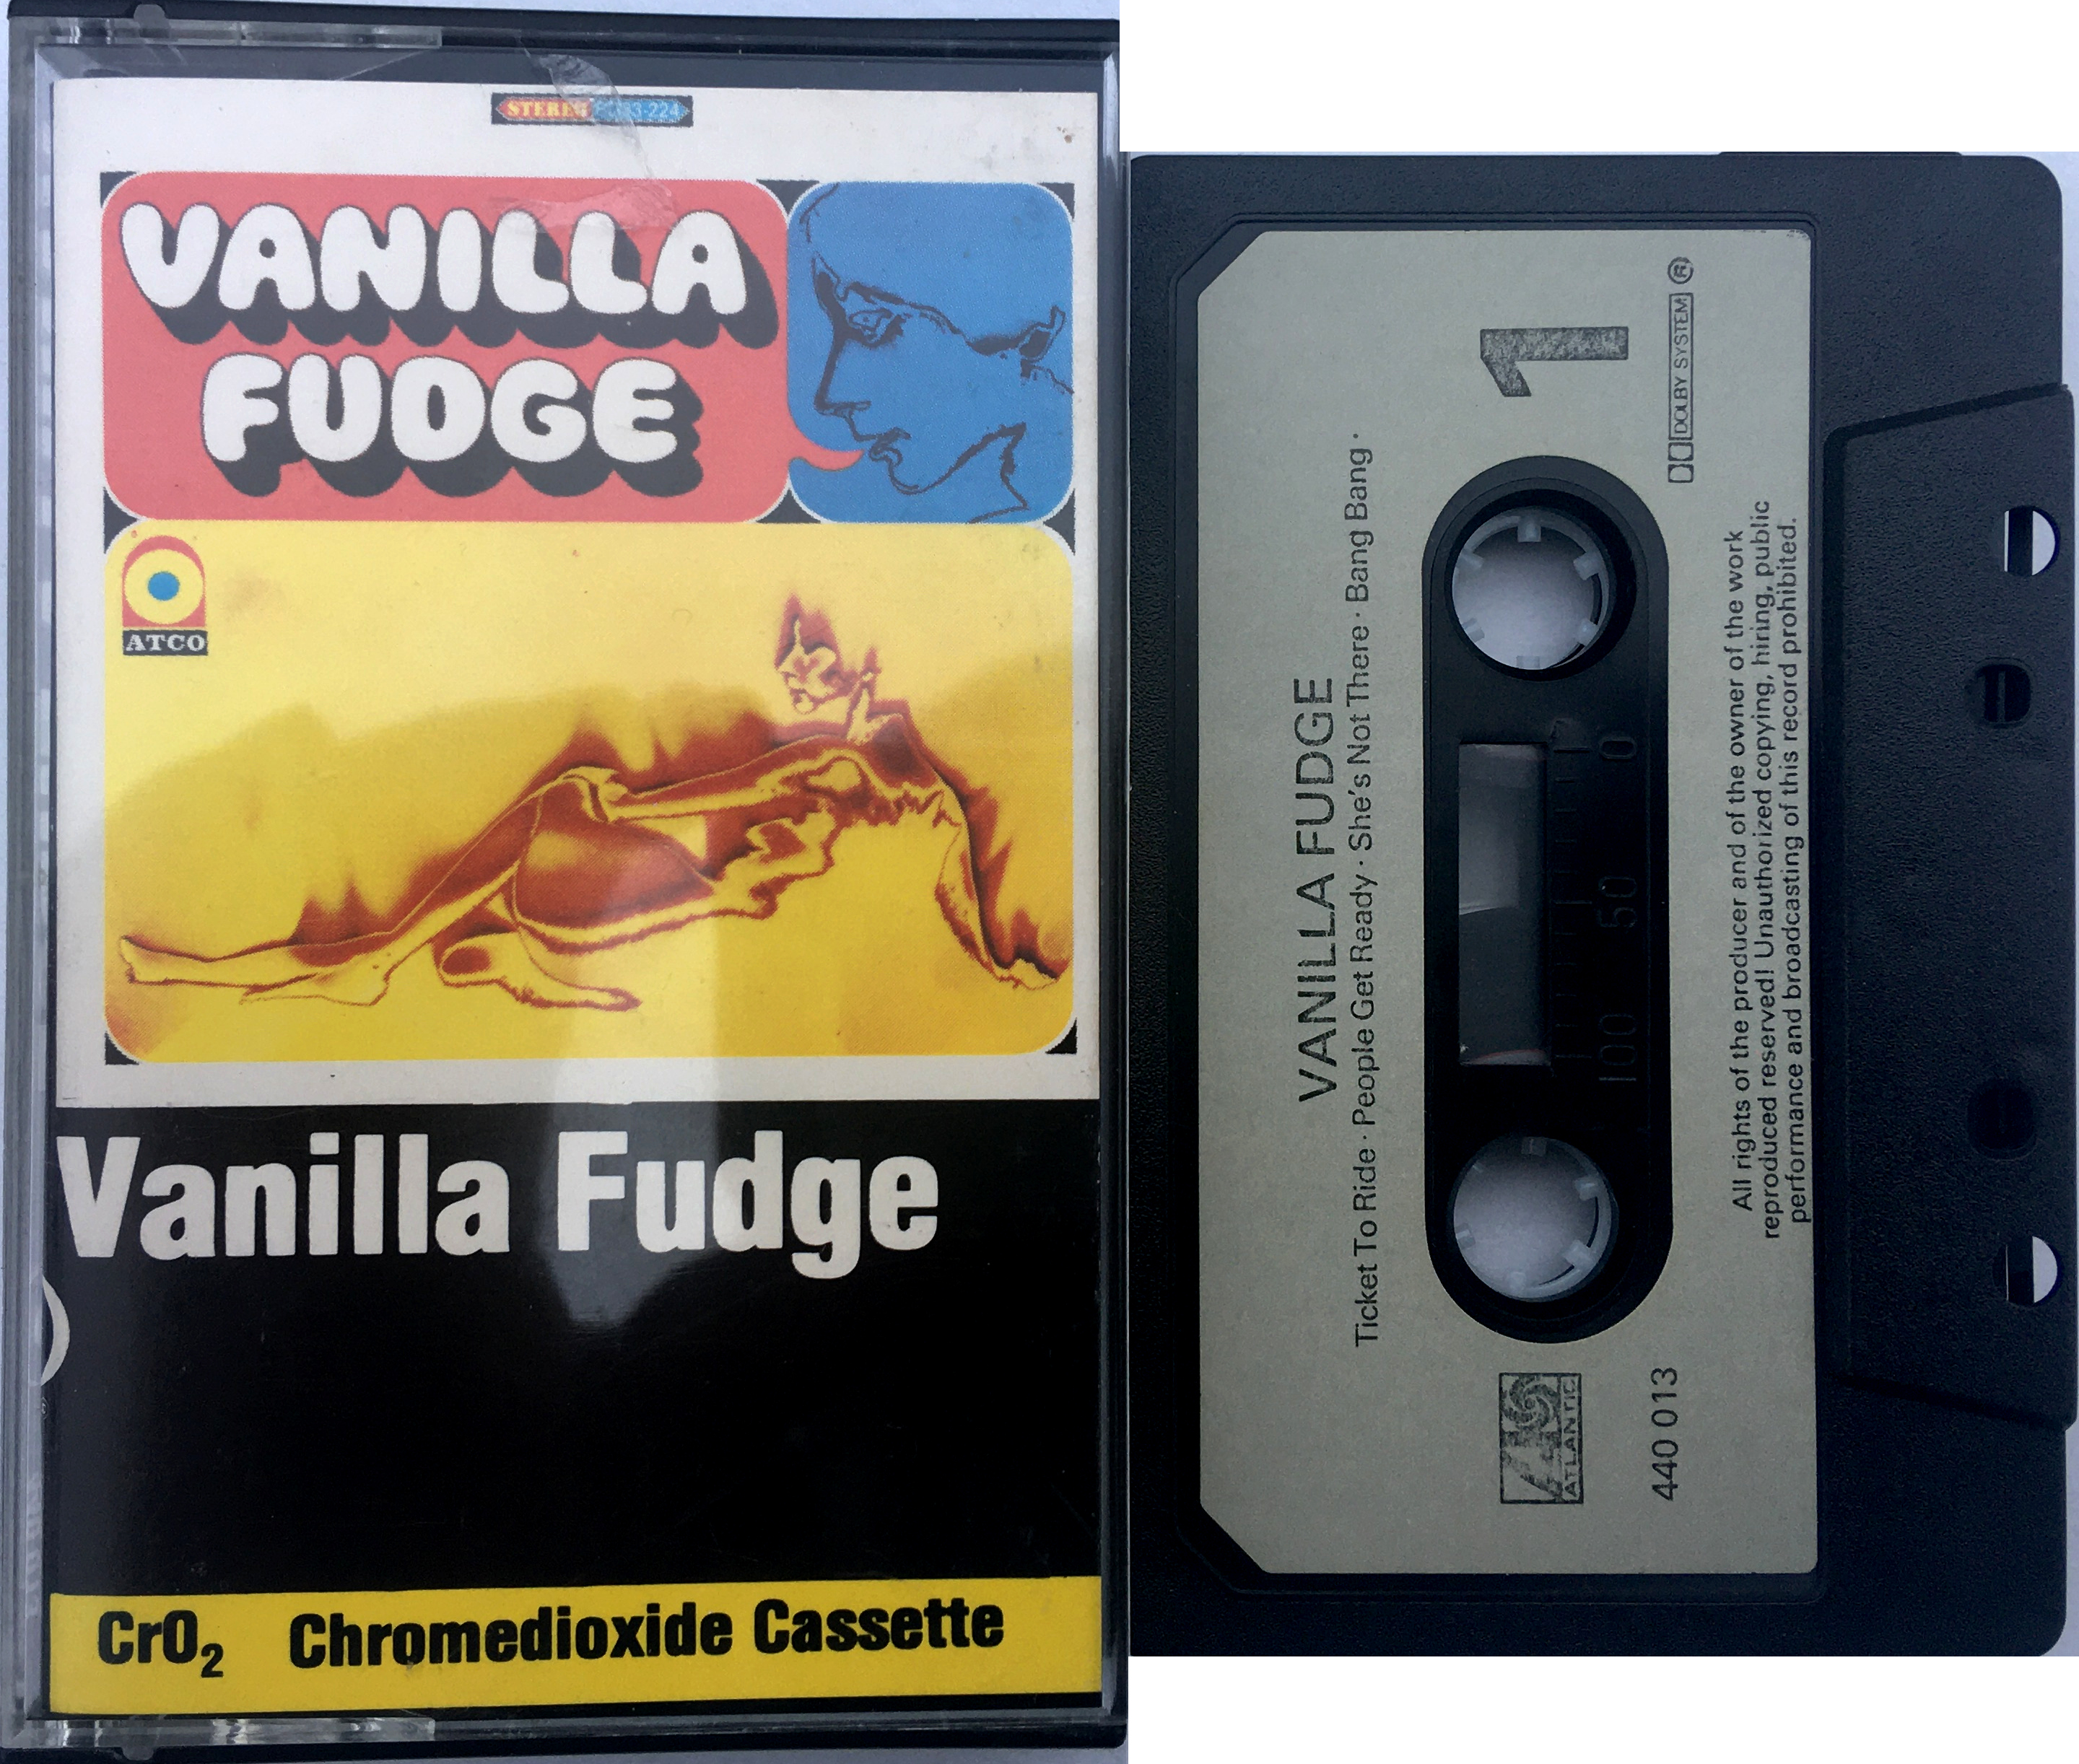 STEREO
VANILLA
FUDGE
ATCO
Vanilla Fudge
CrO₂ Chromedioxide Cassette
VANILLA FUDGE
Ticket To Ride · People Get Ready · She's Not There · Bang Bang ·
1
ATLANTIC
100 50 0
440 013
DOLBY SYSTEM ®
All rights of the producer and of the owner of the work
reproduced reserved! Unauthorized copying, hiring, public
performance and broadcasting of this record prohibited.